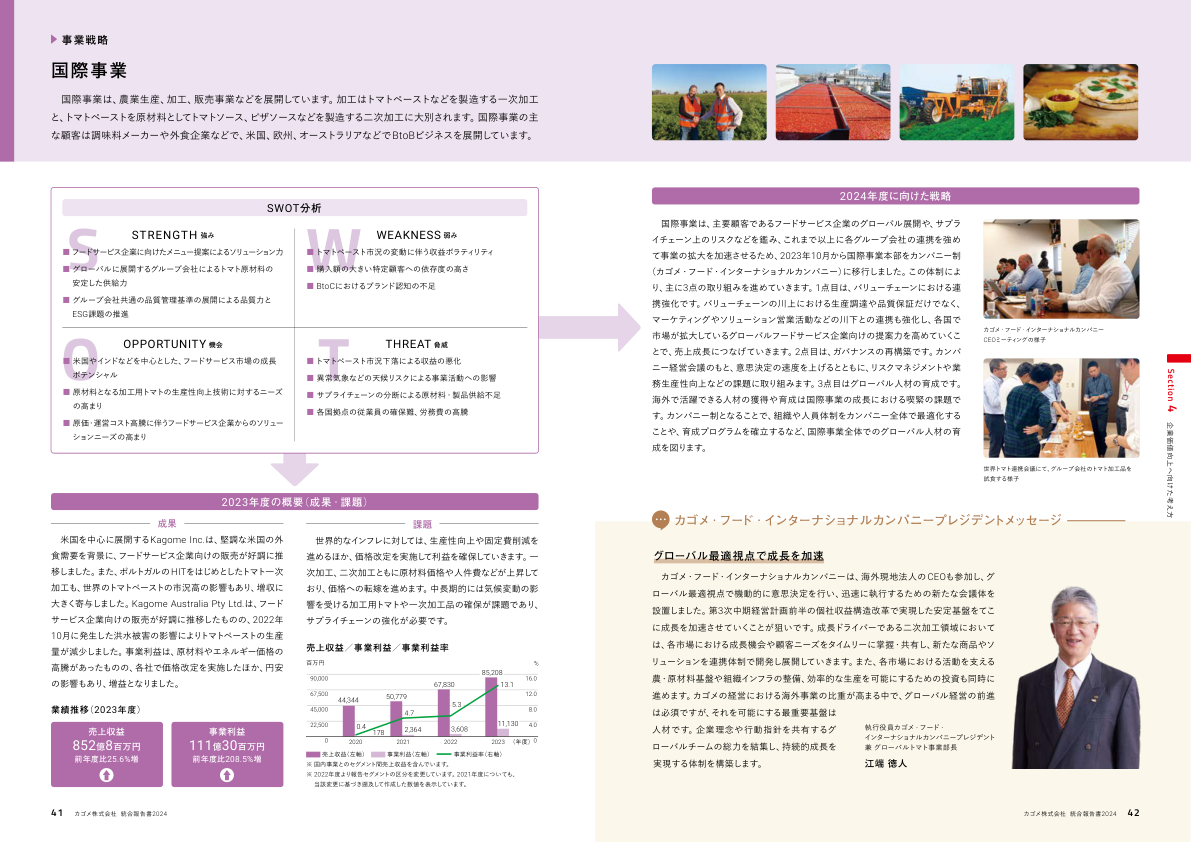 事業戦略
国際事業
国際事業は、農業生産、加工、販売事業などを展開しています。加工はトマトペーストなどを製造する一次加工
と、トマトペーストを原材料としてトマトソース、ピザソースなどを製造する二次加工に大別されます。国際事業の主
な顧客は調味料メーカーや外食企業などで、米国、欧州、オーストラリアなどでBtoBビジネスを展開しています。
SWOT分析
S
STRENGTH 強み
■ フードサービス企業に向けたメニュー提案によるソリューション力
■ グローバルに展開するグループ会社によるトマト原材料の
安定した供給力
■ グループ会社共通の品質管理基準の展開による品質力と
ESG課題の推進
W
WEAKNESS 弱み
■ トマトペースト市況の変動に伴う収益ボラティリティ
■ 購入額の大きい特定顧客への依存度の高さ
■ BtoCにおけるブランド認知の不足
O
OPPORTUNITY 機会
■ 米国やインドなどを中心とした、フードサービス市場の成長
ポテンシャル
■ 原材料となる加工用トマトの生産性向上技術に対するニーズ
の高まり
■ 原価・運営コスト高騰に伴うフードサービス企業からのソリュー
ションニーズの高まり
T
THREAT 脅威
■ トマトペースト市況下落による収益の悪化
■ 異常気象などの天候リスクによる事業活動への影響
■ サプライチェーンの分断による原材料・製品供給不足
■ 各国拠点の従業員の確保難、労務費の高騰
2023年度の概要（成果・課題）
成果
米国を中心に展開するKagome Inc.は、堅調な米国の外
食需要を背景に、フードサービス企業向けの販売が好調に推
移しました。また、ポルトガルのHITをはじめとしたトマト一次
加工も、世界のトマトペーストの市況高の影響もあり、増収に
大きく寄与しました。Kagome Australia Pty Ltd.は、フード
サービス企業向けの販売が好調に推移したものの、2022年
10月に発生した洪水被害の影響によりトマトペーストの生産
量が減少しました。事業利益は、原材料やエネルギー価格の
高騰があったものの、各社で価格改定を実施したほか、円安
の影響もあり、増益となりました。
業績推移（2023年度）
売上収益
852億8百万円
前年度比25.6%増
事業利益
111億30百万円
前年度比208.5%増
課題
世界的なインフレに対しては、生産性向上や固定費削減を
進めるほか、価格改定を実施して利益を確保していきます。一
次加工、二次加工ともに原材料価格や人件費などが上昇して
おり、価格への転嫁を進めます。中長期的には気候変動の影
響を受ける加工用トマトや一次加工品の確保が課題であり、
サプライチェーンの強化が必要です。
売上収益／事業利益／事業利益率
百万円
%
90,000
67,500
45,000
22,500
0
44,344
50,779
67,830
85,208
0.4
4.7
5.3
13.1
178
2,364
3,608
11,130
16.0
12.0
8.0
4.0
0
2020
2021
2022
2023
（年度）
売上収益（左軸）
事業利益（左軸）
事業利益率（右軸）
※ 国内事業とのセグメント間売上収益を含んでいます。
※ 2022年度より報告セグメントの区分を変更しています。2021年度についても、
当該変更に基づき遡及して作成した数値を表示しています。
41 カゴメ株式会社 統合報告書2024
2024年度に向けた戦略
国際事業は、主要顧客であるフードサービス企業のグローバル展開や、サプラ
イチェーン上のリスクなどを鑑み、これまで以上に各グループ会社の連携を強め
て事業の拡大を加速させるため、2023年10月から国際事業本部をカンパニー制
（カゴメ・フード・インターナショナルカンパニー）に移行しました。この体制によ
り、主に3点の取り組みを進めていきます。1点目は、バリューチェーンにおける連
携強化です。バリューチェーンの川上における生産調達や品質保証だけでなく、
マーケティングやソリューション営業活動などの川下との連携も強化し、各国で
市場が拡大しているグローバルフードサービス企業向けの提案力を高めていくこ
とで、売上成長につなげていきます。2点目は、ガバナンスの再構築です。カンパ
ニー経営会議のもと、意思決定の速度を上げるとともに、リスクマネジメントや業
務生産性向上などの課題に取り組みます。3点目はグローバル人材の育成です。
海外で活躍できる人材の獲得や育成は国際事業の成長における喫緊の課題で
す。カンパニー制となることで、組織や人員体制をカンパニー全体で最適化する
ことや、育成プログラムを確立するなど、国際事業全体でのグローバル人材の育
成を図ります。
カゴメ・フード・インターナショナルカンパニー
CEOミーティングの様子
世界トマト連携会議にて、グループ会社のトマト加工品を
試食する様子
Section 4
企業価値向上へ向けた考え方
カゴメ・フード・インターナショナルカンパニープレジデントメッセージ
グローバル最適視点で成長を加速
カゴメ・フード・インターナショナルカンパニーは、海外現地法人のCEOも参加し、グ
ローバル最適視点で機動的に意思決定を行い、迅速に執行するための新たな会議体を
設置しました。第3次中期経営計画前半の個社収益構造改革で実現した安定基盤をてこ
に成長を加速させていくことが狙いです。成長ドライバーである二次加工領域において
は、各市場における成長機会や顧客ニーズをタイムリーに掌握・共有し、新たな商品やソ
リューションを連携体制で開発し展開していきます。また、各市場における活動を支える
農・原材料基盤や組織インフラの整備、効率的な生産を可能にするための投資も同時に
進めます。カゴメの経営における海外事業の比重が高まる中で、グローバル経営の前進
は必須ですが、それを可能にする最重要基盤は
人材です。企業理念や行動指針を共有するグ
ローバルチームの総力を結集し、持続的成長を
実現する体制を構築します。
執行役員カゴメ・フード・
インターナショナルカンパニープレジデント
兼 グローバルトマト事業部長
江端 徳人
カゴメ株式会社 統合報告書2024 42